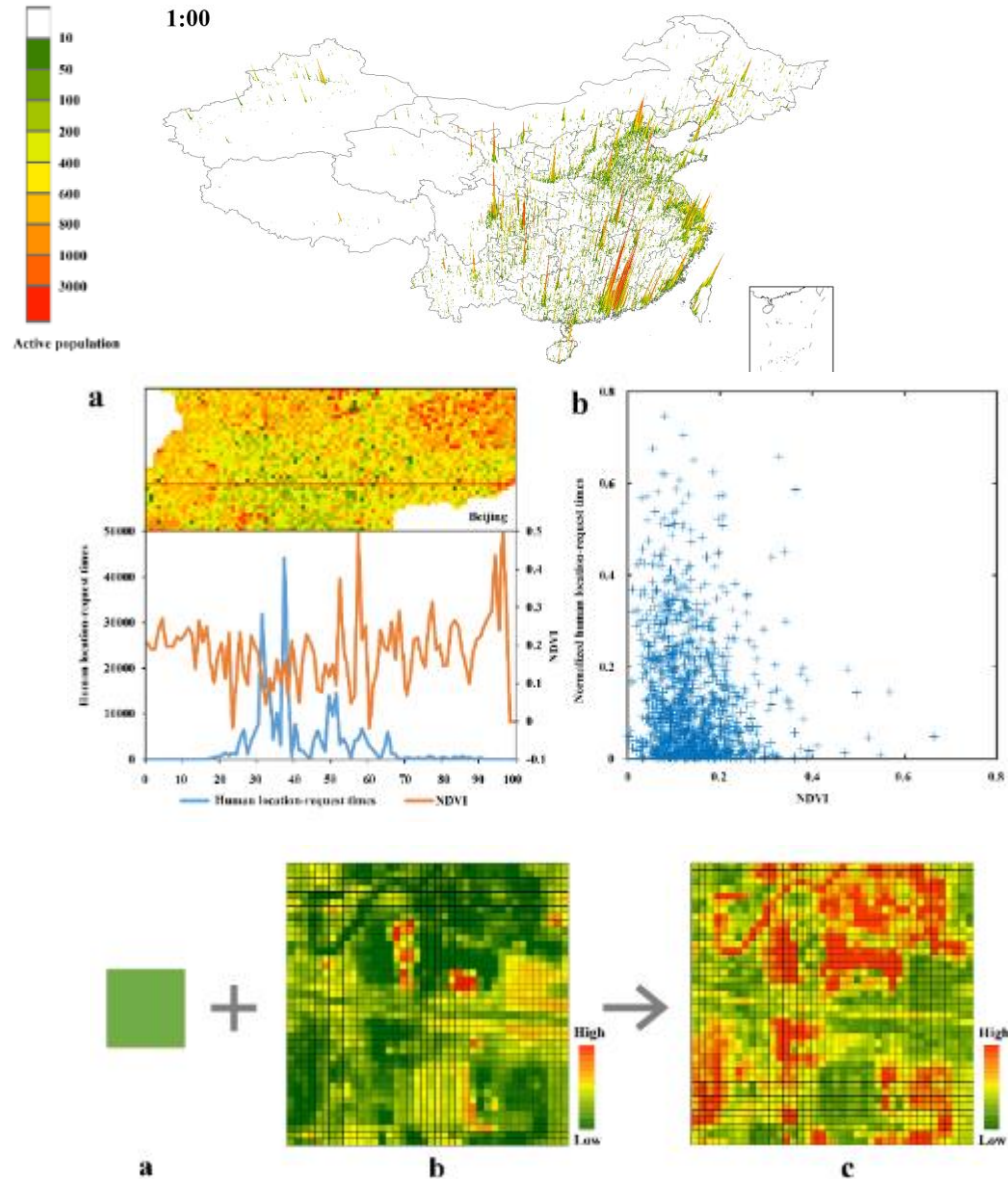 1:00
10
50
100
200
400
600
800
1000
3000
Active population
a
Beijing
50000
40000
30000
20000
10000
0
Human location-request times
0.5
0.4
0.3
0.2
0.1
0
-0.1
NDVI
0 10 20 30 40 50 60 70 80 90 100
Human location-request times NDVI
b
0.8
0.6
0.4
0.2
0
Normalized human location-request times
0 0.2 0.4 0.6 0.8
NDVI
High
Low
High
Low
a b c